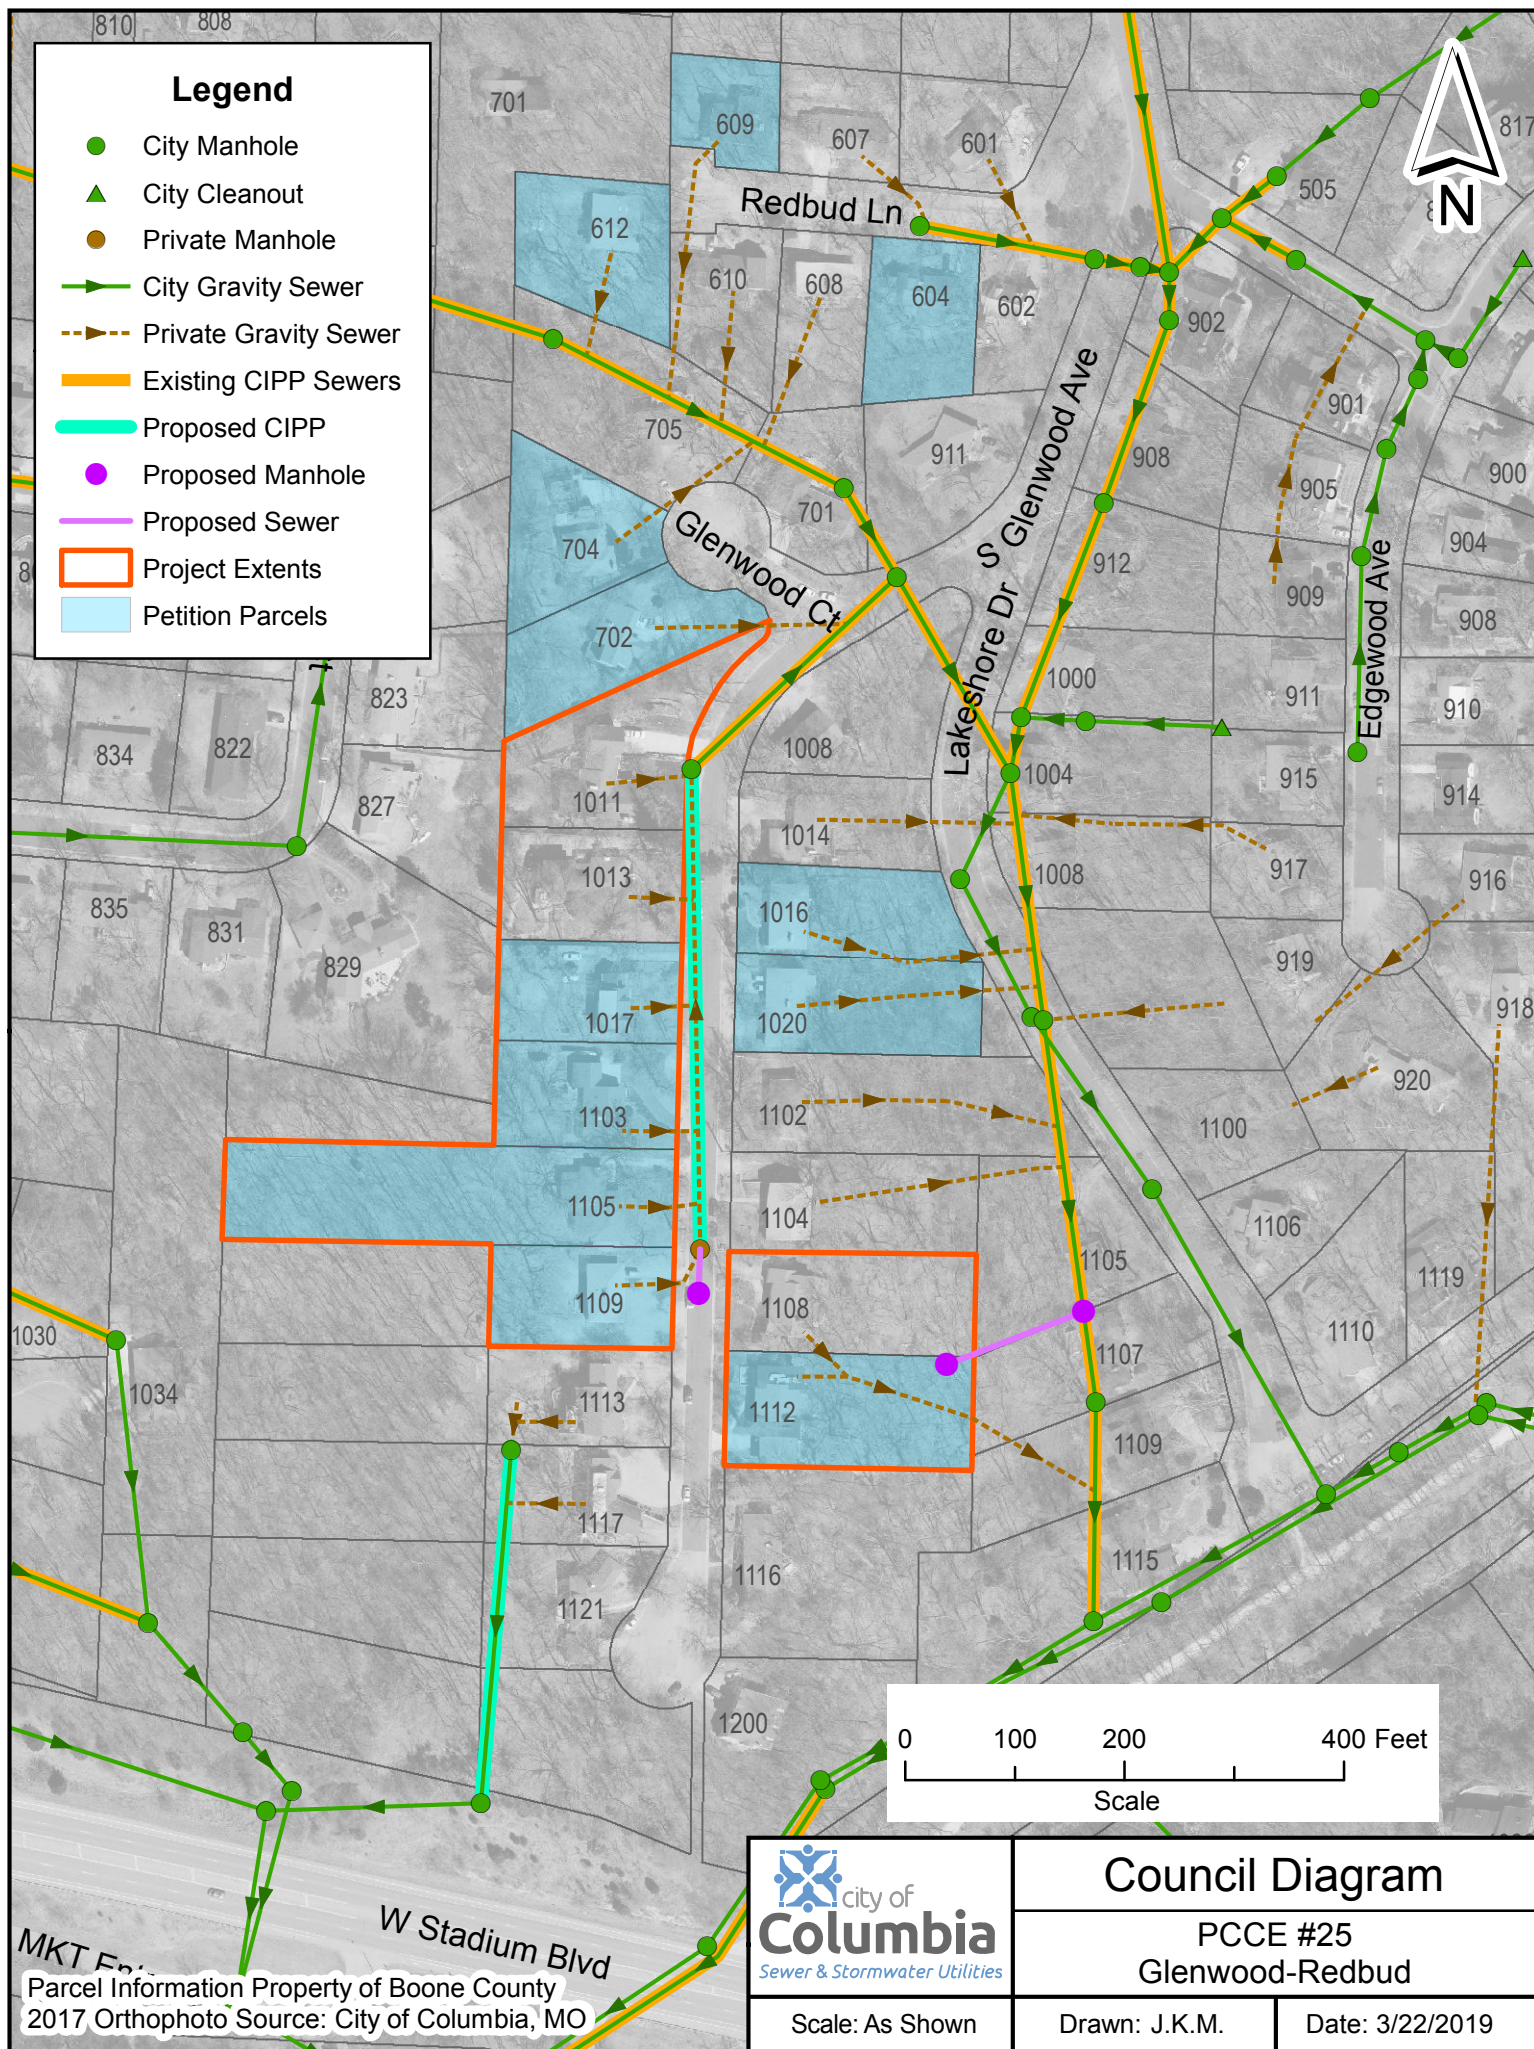 Legend
City Manhole
City Cleanout
Private Manhole
City Gravity Sewer
Private Gravity Sewer
Existing CIPP Sewers
Proposed CIPP
Proposed Manhole
Proposed Sewer
Project Extents
Petition Parcels
810
808
701
609
607
601
817
505
N
Redbud Ln
612
610
608
604
602
902
705
911
908
901
905
900
701
704
Glenwood Ct
S Glenwood Ave
Lakeshore Dr
Edgewood Ave
912
909
904
908
702
1000
911
910
823
834
822
827
1011
1008
1004
915
914
1014
1013
1008
917
916
835
831
829
1016
919
918
1017
1020
1103
1102
920
1100
1105
1104
1106
1105
1119
1109
1108
1110
1030
1034
1107
1113
1112
1109
1117
1116
1115
1121
1200
0 100 200 400 Feet
Scale
W Stadium Blvd
MKT
Parcel Information Property of Boone County
2017 Orthophoto Source: City of Columbia, MO
city of
Columbia
Sewer & Stormwater Utilities
Council Diagram
PCCE #25
Glenwood-Redbud
Scale: As Shown
Drawn: J.K.M.
Date: 3/22/2019